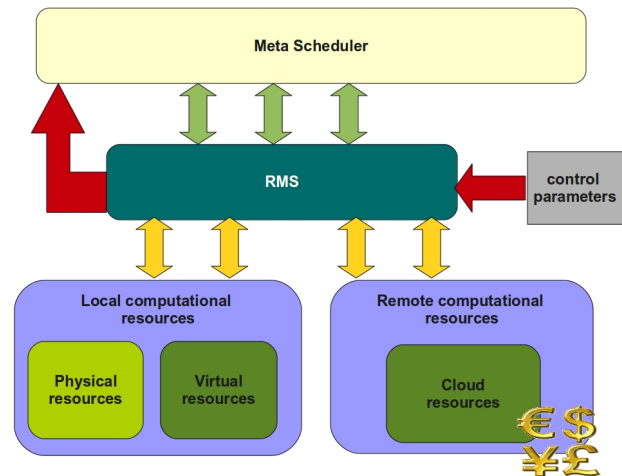 Meta Scheduler
RMS
control
parameters
Local computational
resources
Remote computational
resources
Physical
resources
Virtual
resources
Cloud
resources
€ $
¥ £